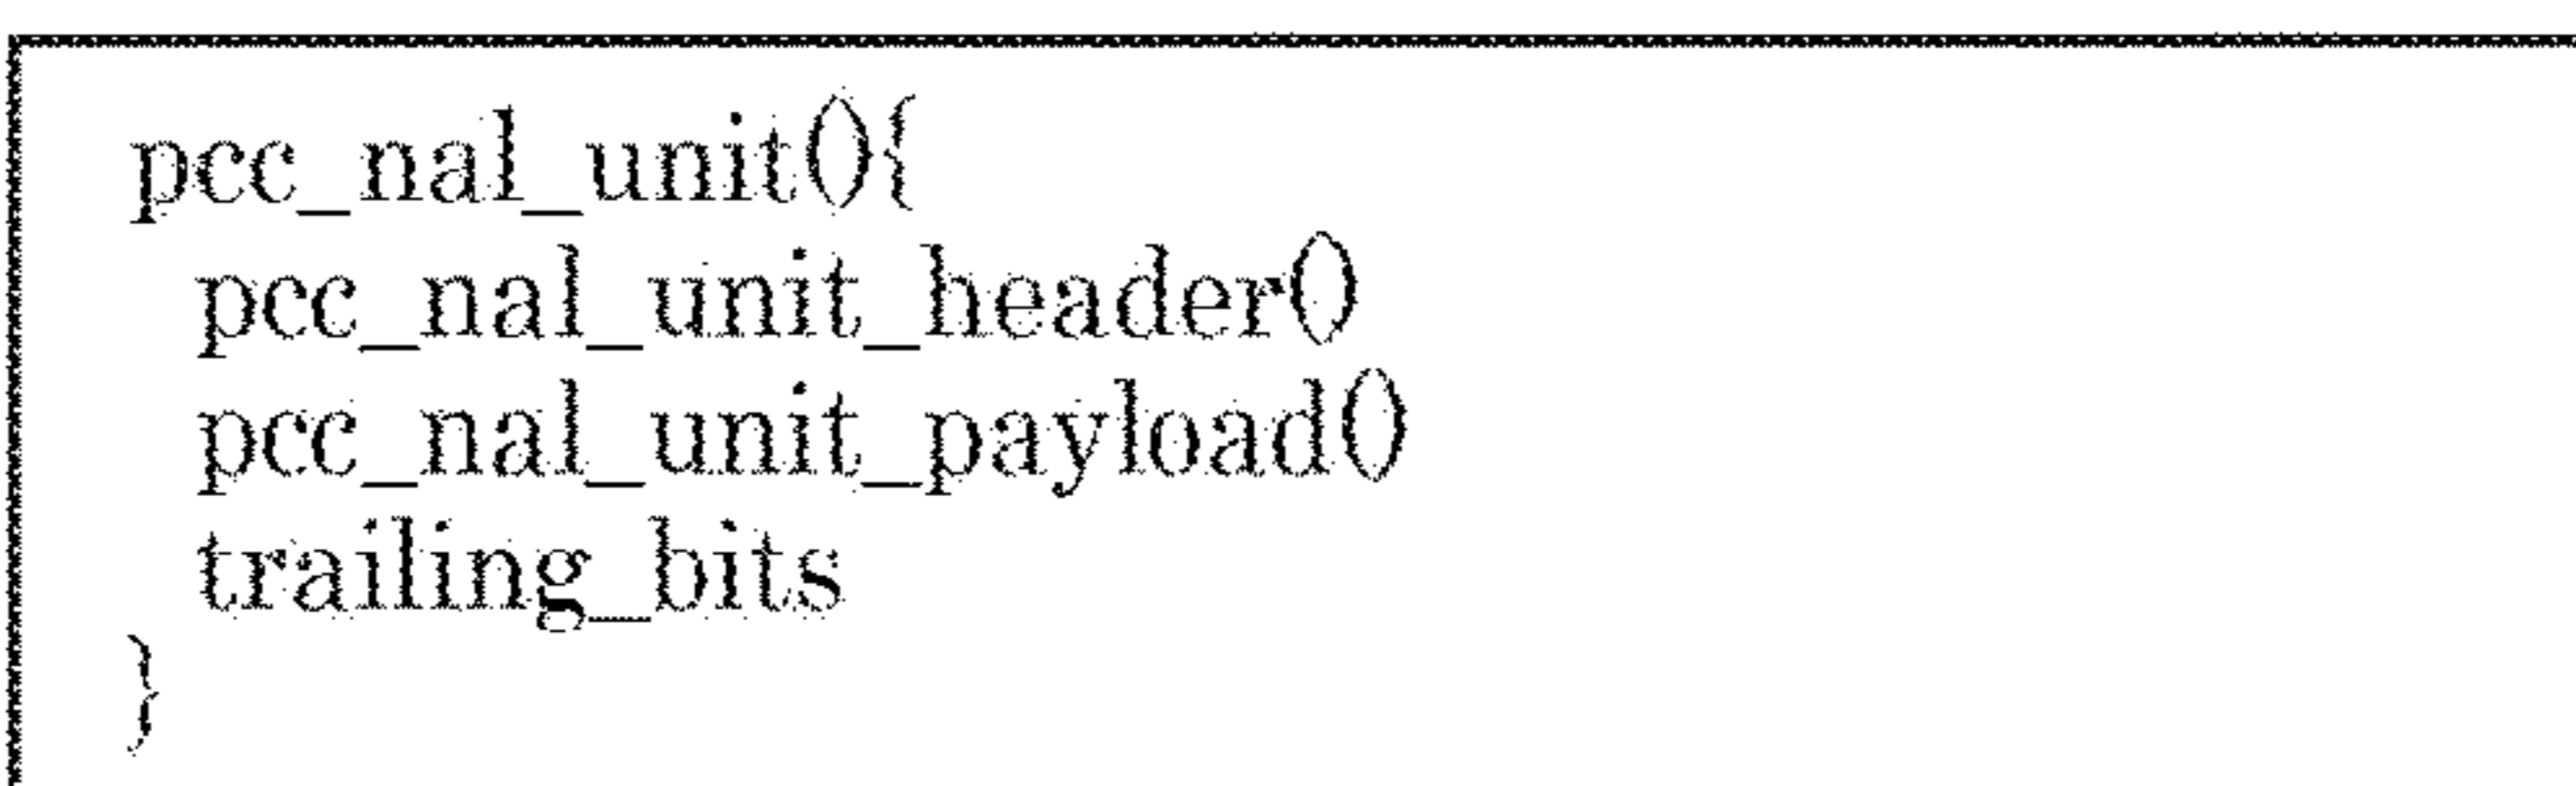 pcc_nal_unit(){
pcc_nal_unit_header()
pcc_nal_unit_payload()
trailing_bits
}